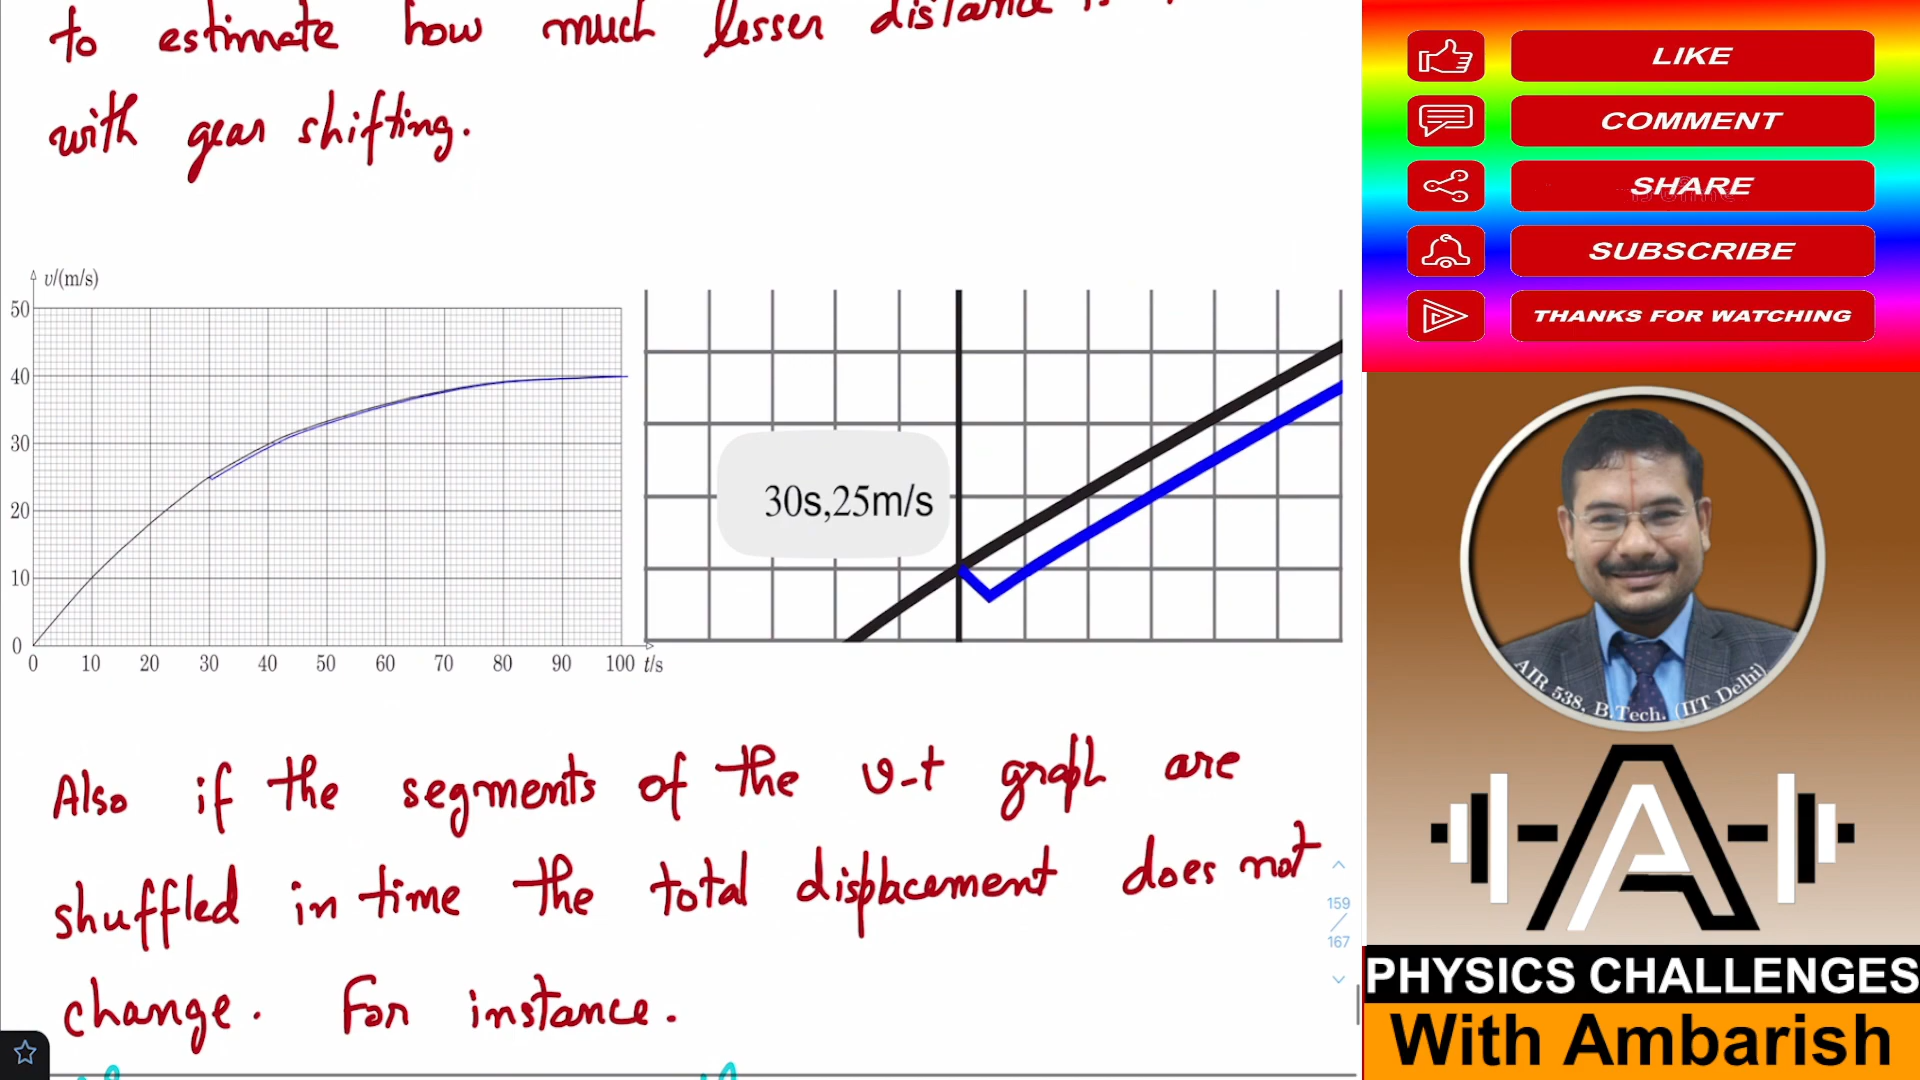 to estimate how much lesser distance is
with gear shifting.
v/(m/s)
50
40
30
20
10
0
0 10 20 30 40 50 60 70 80 90 100 t/s
30s,25m/s
Also if the segments of the v-t graph are
shuffled in time the total displacement does not
change. For instance.
159
167
LIKE
COMMENT
SHARE
SUBSCRIBE
THANKS FOR WATCHING
AIR 538, B.Tech. (IIT Delhi)
PHYSICS CHALLENGES
With Ambarish